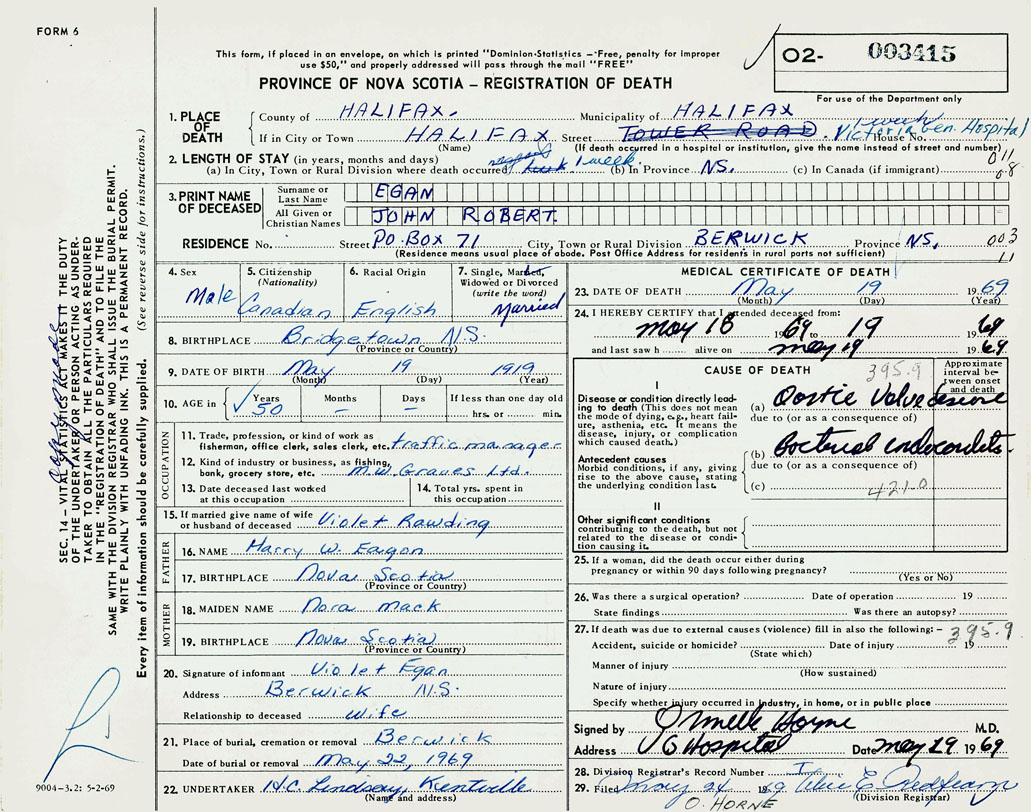 FORM 6
This form, if placed in an envelope, on which is printed "Dominion-Statistics – Free, penalty for improper
use $50," and properly addressed will pass through the mail "FREE"
PROVINCE OF NOVA SCOTIA – REGISTRATION OF DEATH
02- 003415
For use of the Department only
1. PLACE OF DEATH
County of HALIFAX. Municipality of HALIFAX
1 week
If in City or Town HALIFAX Street TOWER ROAD. Victoria Gen. Hospital House No.
(Name) (If death occurred in a hospital or institution, give the name instead of street and number)
011
2. LENGTH OF STAY (in years, months and days)
(a) In City, Town or Rural Division where death occurred 1 week (b) In Province NS. (c) In Canada (if immigrant) 08
3. PRINT NAME OF DECEASED
Surname or Last Name EGAN
All Given or Christian Names JOHN ROBERT.
RESIDENCE No. Street PO. BOX 71 City, Town or Rural Division BERWICK Province NS. 003
(Residence means usual place of abode. Post Office Address for residents in rural parts not sufficient) 11
4. Sex Male
5. Citizenship (Nationality) Canadian
6. Racial Origin English
7. Single, Married, Widowed or Divorced (write the word) Married
8. BIRTHPLACE Bridgetown N.S.
(Province or Country)
9. DATE OF BIRTH May 19 1919
(Month) (Day) (Year)
10. AGE in Years Months Days If less than one day old
50 – – hrs. or min.
OCCUPATION
11. Trade, profession, or kind of work as
fisherman, office clerk, sales clerk, etc. traffic manager
12. Kind of industry or business, as fishing,
bank, grocery store, etc. M.W. Graves Ltd.
13. Date deceased last worked
at this occupation
14. Total yrs. spent in
this occupation
15. If married give name of wife
or husband of deceased Violet Rawding
FATHER
16. NAME Harry W. Eagon
17. BIRTHPLACE Nova Scotia
(Province or Country)
MOTHER
18. MAIDEN NAME Nora Mack
19. BIRTHPLACE Nova Scotia
(Province or Country)
20. Signature of informant Violet Egan
Address Berwick N.S.
Relationship to deceased wife
21. Place of burial, cremation or removal Berwick
Date of burial or removal May 22, 1969
22. UNDERTAKER H.C. Lindsay Kentville
(Name and address)
MEDICAL CERTIFICATE OF DEATH
23. DATE OF DEATH May 19 1969
(Month) (Day) (Year)
24. I HEREBY CERTIFY that I attended deceased from:
may 18 1969 to 19 1969
and last saw h alive on may 19 1969
CAUSE OF DEATH 395.9
Approximate interval between onset and death
I
Disease or condition directly leading
to death (This does not
mean the mode of dying, e.g., heart failure,
asthenia, etc. It means the
disease, injury, or complication
which caused death.)
(a) Aortic Valve disease
due to (or as a consequence of)
Antecedent causes
Morbid conditions, if any, giving
rise to the above cause, stating
the underlying condition last.
(b) Bacterial endocarditis.
due to (or as a consequence of)
(c) 421.0
II
Other significant conditions
contributing to the death, but not
related to the disease or condition
causing it.
25. If a woman, did the death occur either during
pregnancy or within 90 days following pregnancy?
(Yes or No)
26. Was there a surgical operation? Date of operation 19
State findings Was there an autopsy?
27. If death was due to external causes (violence) fill in also the following:– 395.9
Accident, suicide or homicide? Date of injury 19
(State which)
Manner of injury
(How sustained)
Nature of injury
Specify whether injury occurred in industry, in home, or in public place
Signed by Horne M.D.
Address V G Hospital Date may 29 1969
28. Division Registrar's Record Number
29. Filed May 24 1969
(Division Registrar)
O. HORNE
SEC. 14 – VITAL STATISTICS ACT MAKES IT THE DUTY
OF THE UNDERTAKER OR PERSON ACTING AS UNDERTAKER
TO OBTAIN ALL THE PARTICULARS REQUIRED
IN THE "REGISTRATION OF DEATH" AND TO FILE THE
SAME WITH THE DIVISION REGISTRAR WHO SHALL ISSUE THE BURIAL PERMIT.
WRITE PLAINLY WITH UNFADING INK. THIS IS A PERMANENT RECORD.
Every item of information should be carefully supplied. (See reverse side for instructions.)
9004-3.2: 5-2-69